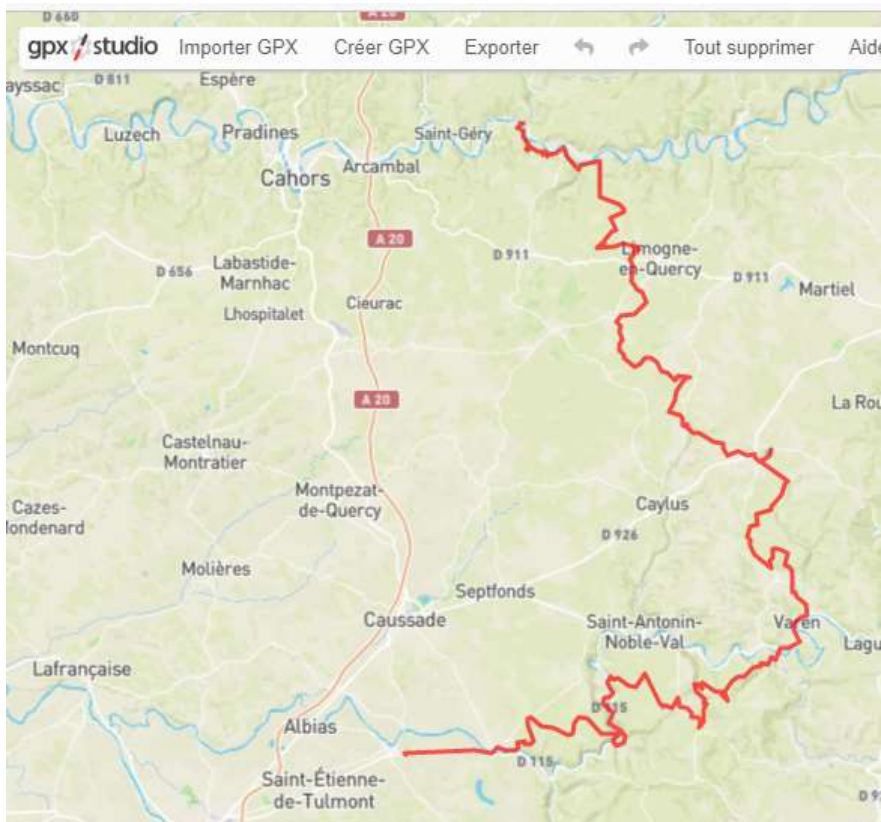 D 660
A 20
gpx studio Importer GPX Créer GPX Exporter Tout supprimer Aide
ayssac
D 811
Espère
Luzech
Pradines
Saint-Géry
Cahors
Arcambal
A 20
D 911
Limogne-
en-Quercy
D 911
D 656
Labastide-
Marnhac
Martiel
Cieurac
Lhospitalet
Montcuq
A 20
La Rou
Castelnau-
Montratier
Montpezat-
de-Quercy
Caylus
Cazes-
Mondenard
D 926
Molières
Septfonds
Caussade
Saint-Antonin-
Noble-Val
Varen
Lagu
Lafrançaise
D 115
Albias
D 115
Saint-Étienne-
de-Tulmont